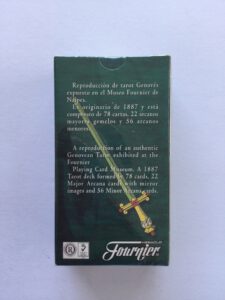 Reproducción de tarot Genovés
expuesto en el Museo Fournier de
Naipes.
Es originario de 1887 y está
compuesto de 78 cartas, 22 arcanos
mayores gemelos y 56 arcanos
menores.
A reproduction of an authentic
Genovean Tarot exhibited at the
Fournier
Playing Card Museum. A 1887
Tarot deck formed by 78 cards, 22
Major Arcana cards with mirror
images and 56 Minor Arcana cards.
Fournier